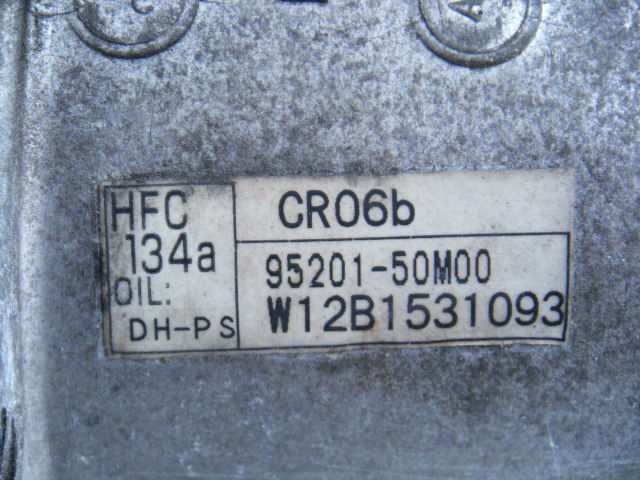 C
A
HFC
134a
OIL:
DH-PS
CR06b
95201-50M00
W12B1531093